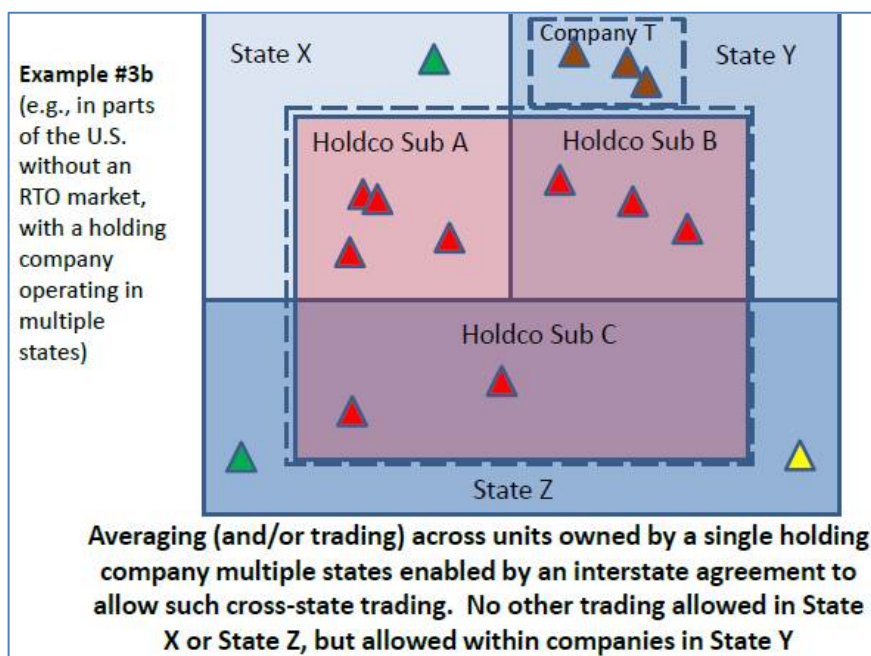 Company T
State X
State Y
Example #3b
(e.g., in parts
of the U.S.
without an
RTO market,
with a holding
company
operating in
multiple
states)
Holdco Sub A
Holdco Sub B
Holdco Sub C
State Z
Averaging (and/or trading) across units owned by a single holding
company multiple states enabled by an interstate agreement to
allow such cross-state trading.  No other trading allowed in State
X or State Z, but allowed within companies in State Y